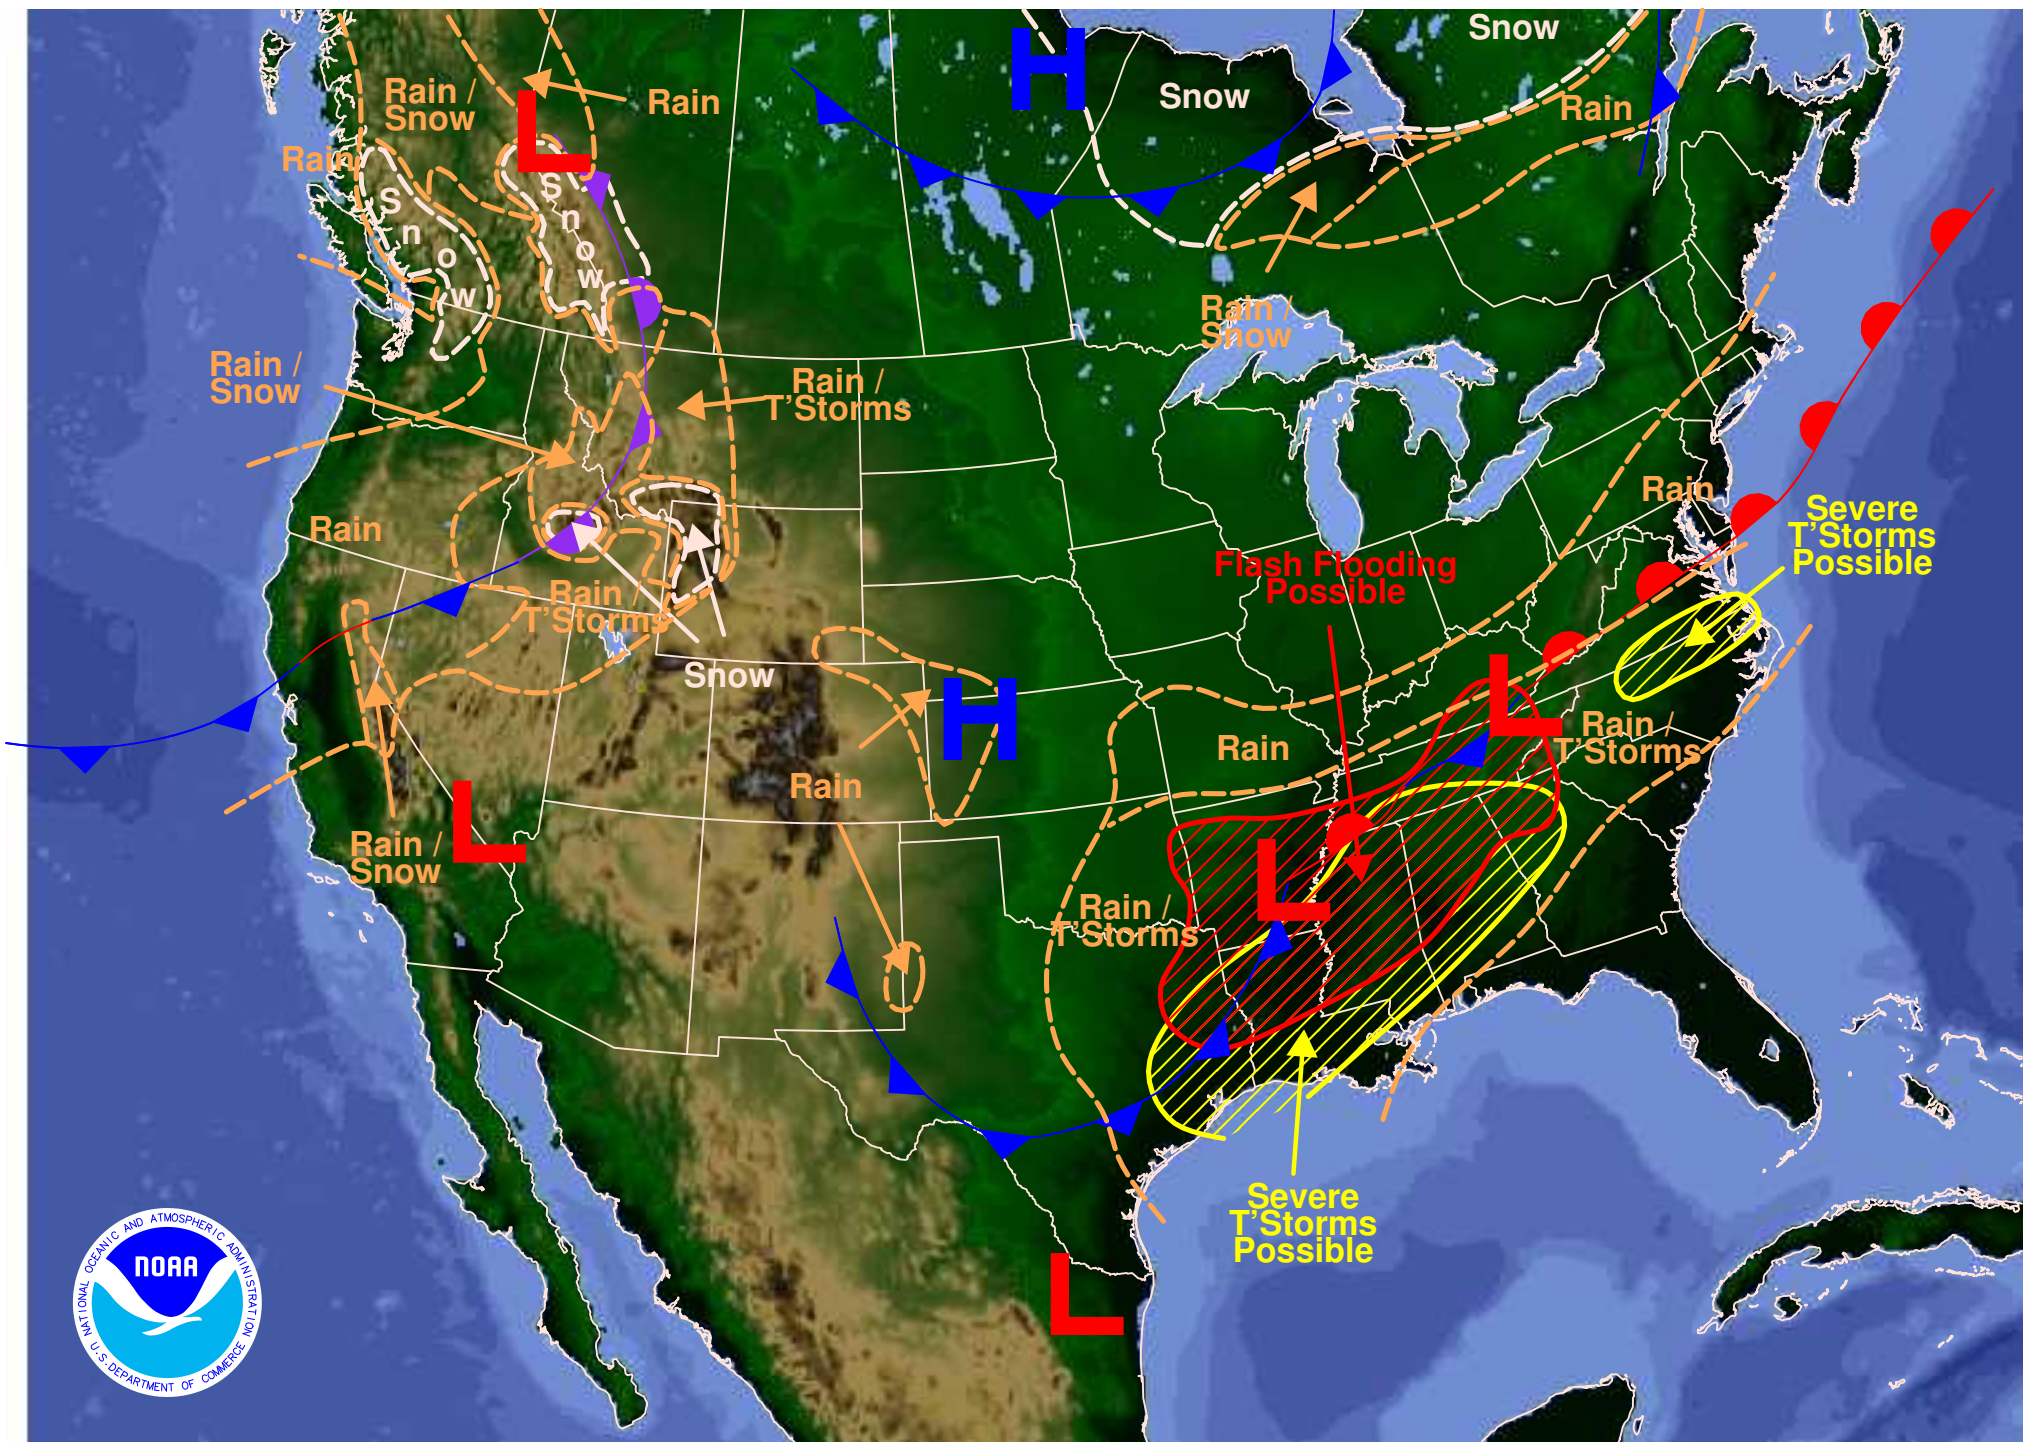 Snow
H
Rain /
Snow
Rain
Snow
Rain
L
Rain
S
n
o
w
S
n
o
w
Rain /
Snow
Rain /
Snow
Rain /
T'Storms
Rain
Severe
T'Storms
Possible
Rain
Flash Flooding
Possible
Rain /
T'Storms
Snow
H
L
Rain /
T'Storms
Rain
Rain
L
Rain /
Snow
L
Rain /
T'Storms
Severe
T'Storms
Possible
L
NATIONAL OCEANIC AND ATMOSPHERIC ADMINISTRATION
NOAA
U.S. DEPARTMENT OF COMMERCE